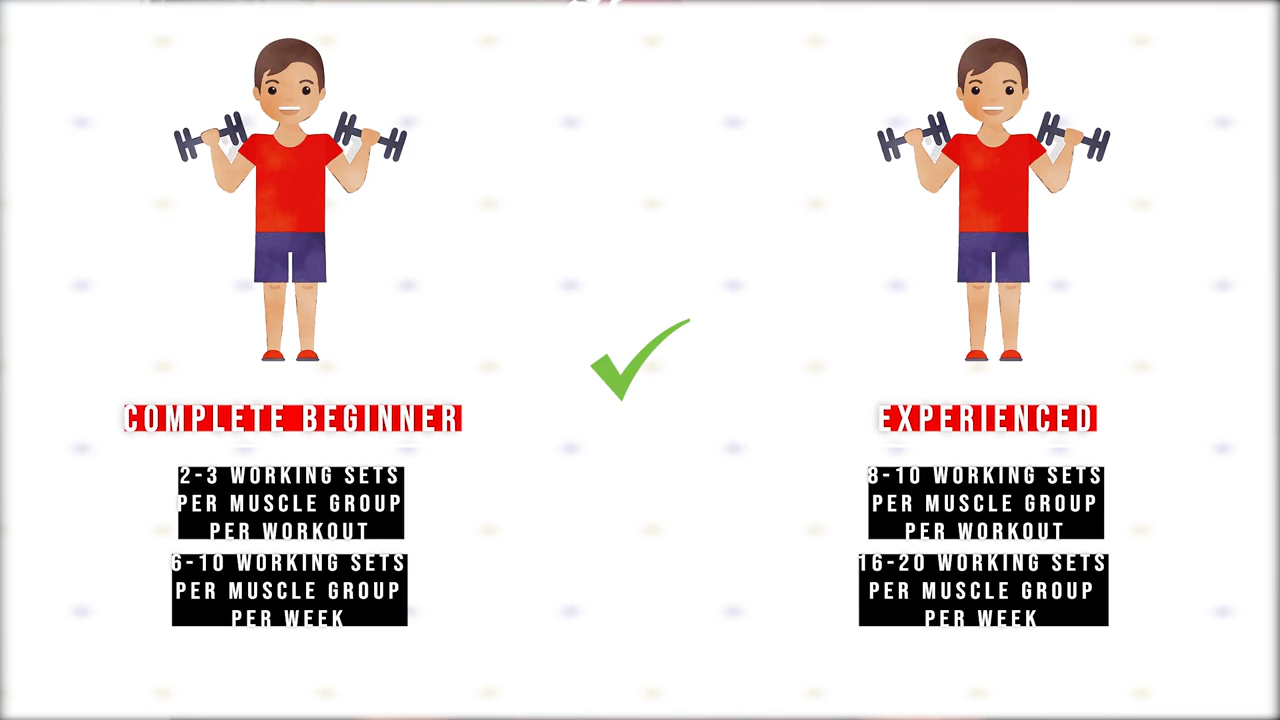 COMPLETE BEGINNER
2-3 WORKING SETS
PER MUSCLE GROUP
PER WORKOUT
6-10 WORKING SETS
PER MUSCLE GROUP
PER WEEK
EXPERIENCED
8-10 WORKING SETS
PER MUSCLE GROUP
PER WORKOUT
16-20 WORKING SETS
PER MUSCLE GROUP
PER WEEK